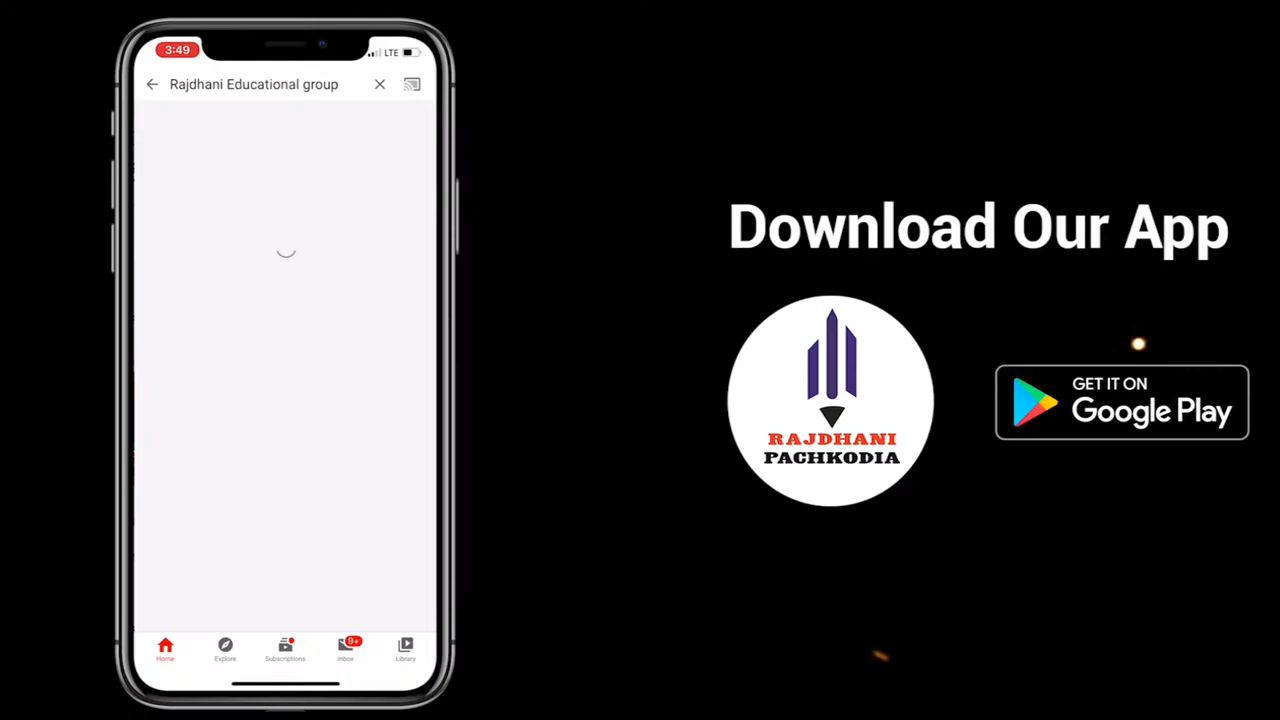 3:49
LTE
Rajdhani Educational group
Home
Explore
Subscriptions
9+
Inbox
Library
Download Our App
RAJDHANI
PACHKODIA
GET IT ON
Google Play